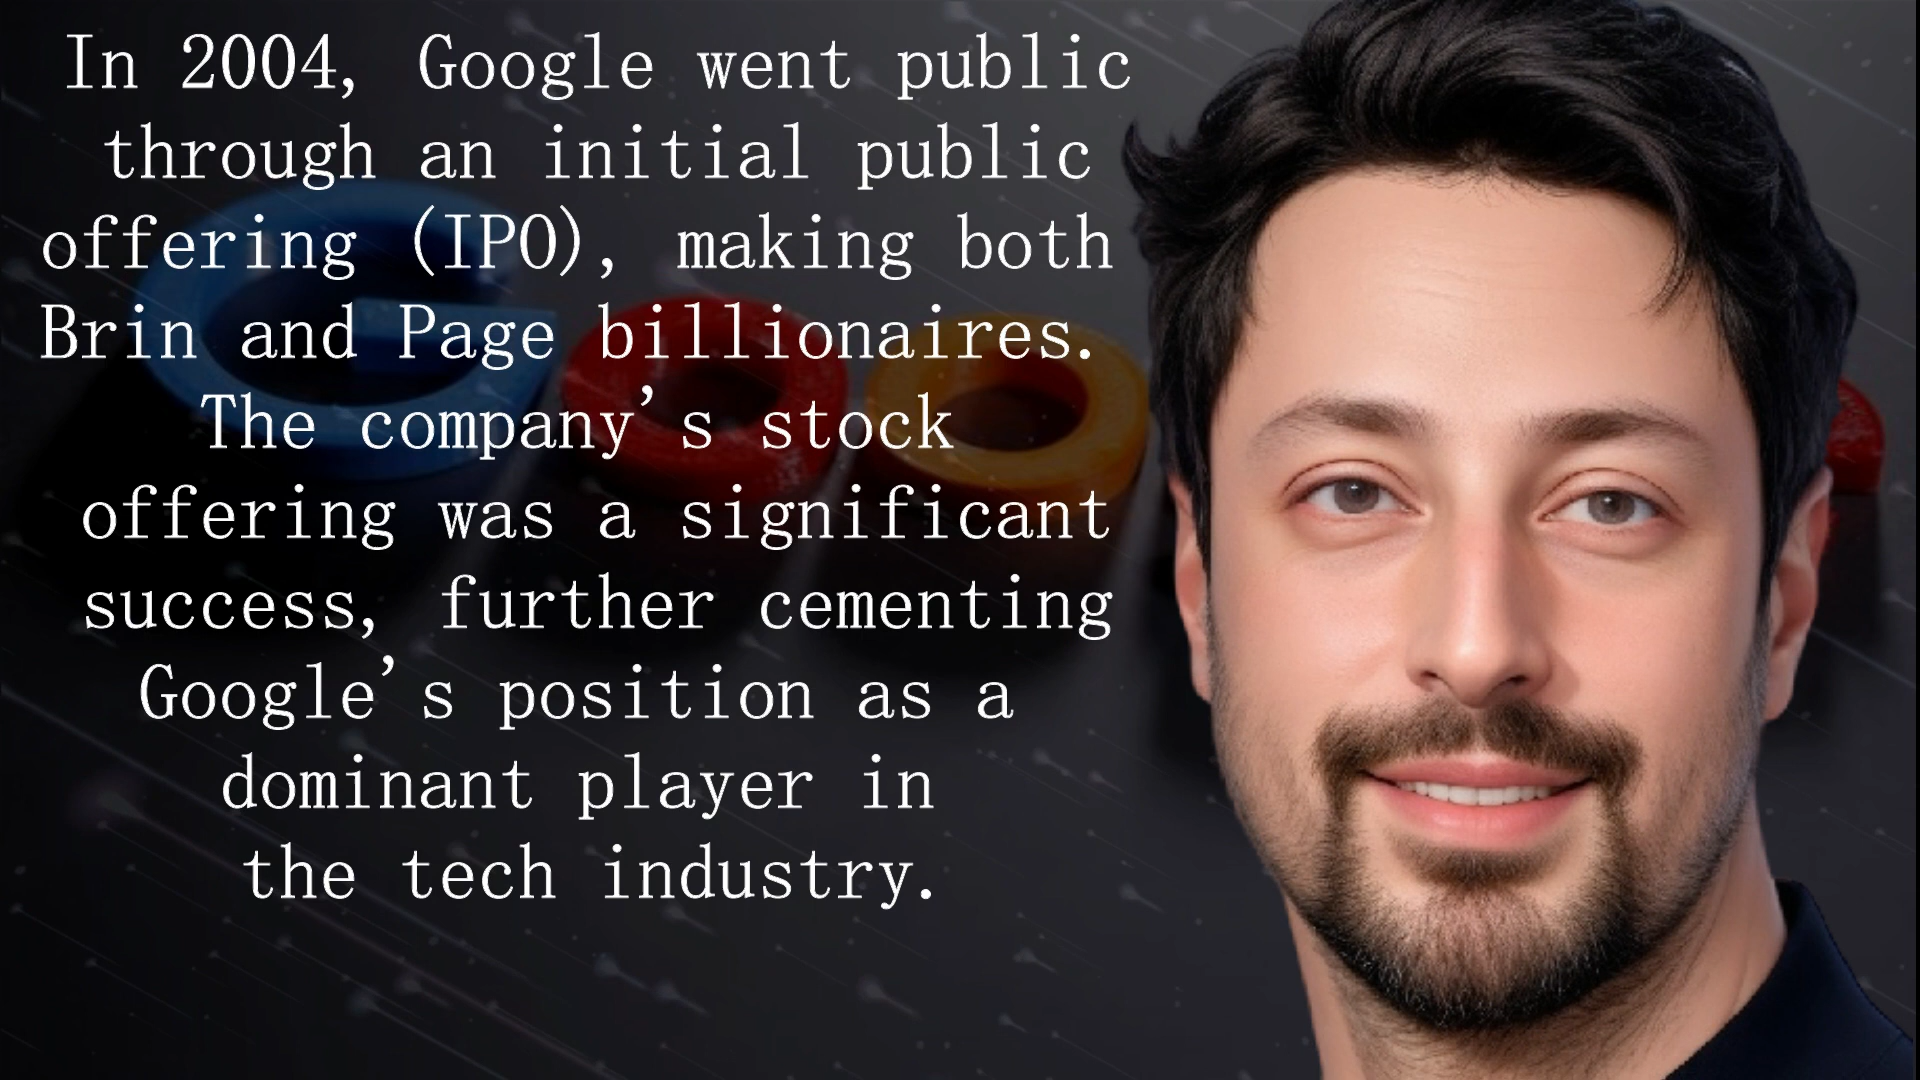 In 2004, Google went public
through an initial public
offering (IPO), making both
Brin and Page billionaires.
The company's stock
offering was a significant
success, further cementing
Google's position as a
dominant player in
the tech industry.